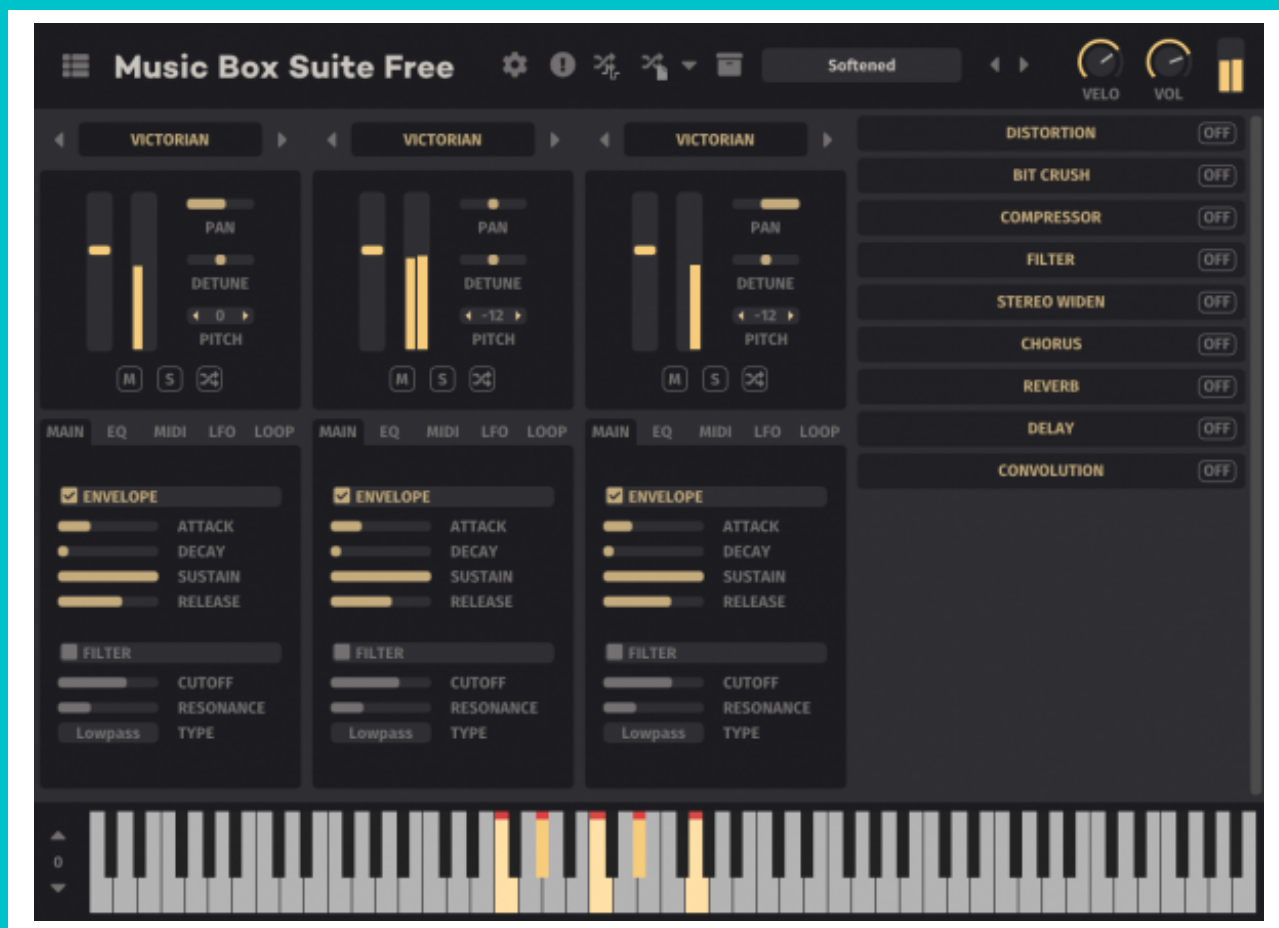 Music Box Suite Free
Softened
VELO VOL
VICTORIAN
PAN
DETUNE
0
PITCH
M S
MAIN EQ MIDI LFO LOOP
ENVELOPE
ATTACK
DECAY
SUSTAIN
RELEASE
FILTER
CUTOFF
RESONANCE
Lowpass TYPE
VICTORIAN
PAN
DETUNE
-12
PITCH
M S
MAIN EQ MIDI LFO LOOP
ENVELOPE
ATTACK
DECAY
SUSTAIN
RELEASE
FILTER
CUTOFF
RESONANCE
Lowpass TYPE
VICTORIAN
PAN
DETUNE
-12
PITCH
M S
MAIN EQ MIDI LFO LOOP
ENVELOPE
ATTACK
DECAY
SUSTAIN
RELEASE
FILTER
CUTOFF
RESONANCE
Lowpass TYPE
DISTORTION OFF
BIT CRUSH OFF
COMPRESSOR OFF
FILTER OFF
STEREO WIDEN OFF
CHORUS OFF
REVERB OFF
DELAY OFF
CONVOLUTION OFF
0